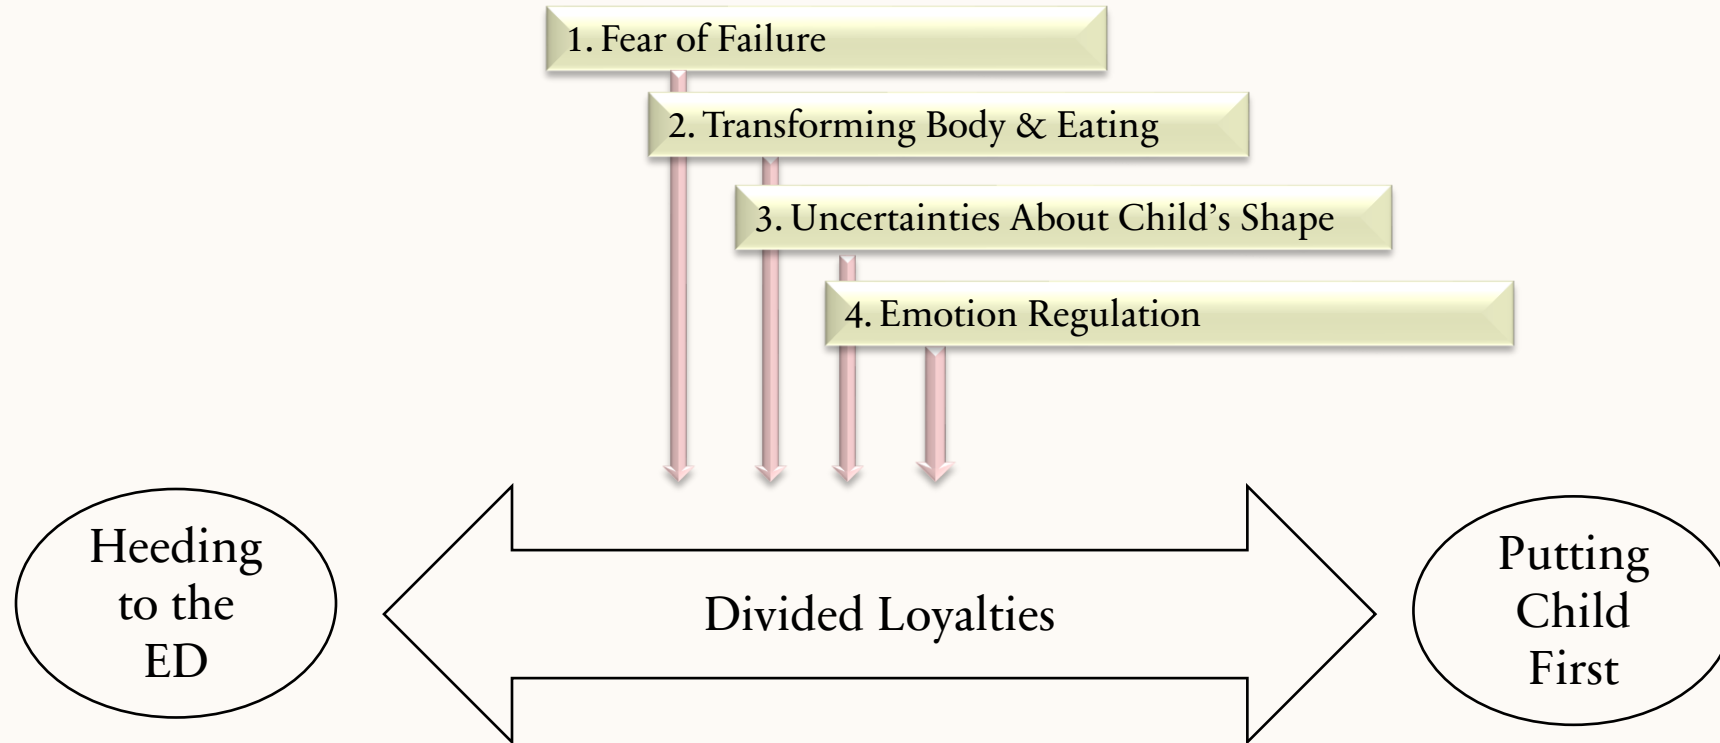 1. Fear of Failure
2. Transforming Body & Eating
3. Uncertainties About Child's Shape
4. Emotion Regulation
Heeding
to the
ED
Divided Loyalties
Putting
Child
First